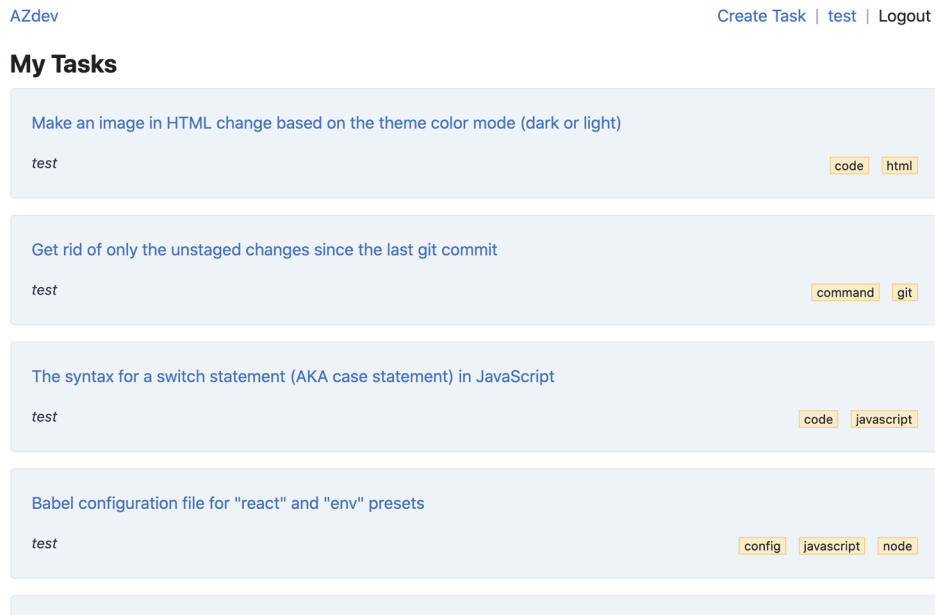 AZdev Create Task | test | Logout
My Tasks
Make an image in HTML change based on the theme color mode (dark or light)
test code html
Get rid of only the unstaged changes since the last git commit
test command git
The syntax for a switch statement (AKA case statement) in JavaScript
test code javascript
Babel configuration file for "react" and "env" presets
test config javascript node